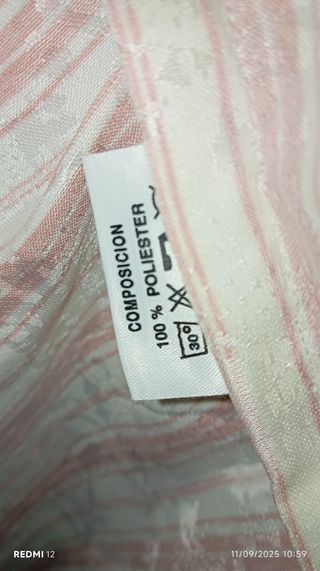 COMPOSICION
100 % POLIESTER
30°
REDMI 12
11/09/2025 10:59